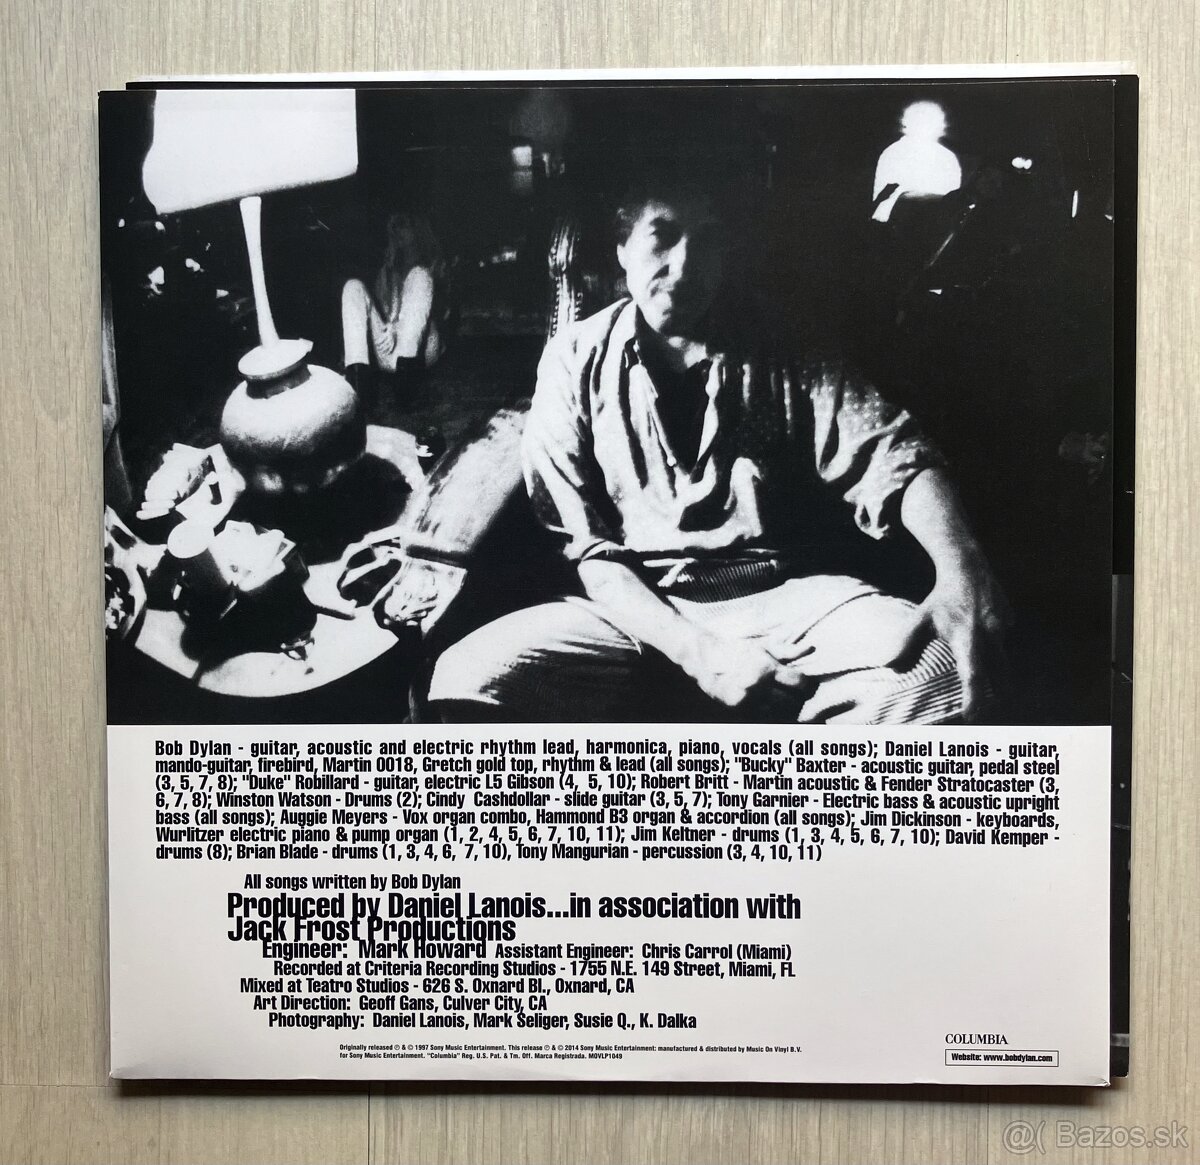 Bob Dylan - guitar, acoustic and electric rhythm lead, harmonica, piano, vocals (all songs); Daniel Lanois - guitar,
mando-guitar, firebird, Martin 0018, Gretch gold top, rhythm & lead (all songs); "Bucky" Baxter - acoustic guitar, pedal steel
(3, 5, 7, 8); "Duke" Robillard - guitar, electric L5 Gibson (4, 5, 10); Robert Britt - Martin acoustic & Fender Stratocaster (3,
6, 7, 8); Winston Watson - Drums (2); Cindy Cashdollar - slide guitar (3, 5, 7); Tony Garnier - Electric bass & acoustic upright
bass (all songs); Auggie Meyers - Vox organ combo, Hammond B3 organ & accordion (all songs); Jim Dickinson - keyboards,
Wurlitzer electric piano & pump organ (1, 2, 4, 5, 6, 7, 10, 11); Jim Keltner - drums (1, 3, 4, 5, 6, 7, 10); David Kemper -
drums (8); Brian Blade - drums (1, 3, 4, 6, 7, 10), Tony Mangurian - percussion (3, 4, 10, 11)
All songs written by Bob Dylan
Produced by Daniel Lanois...in association with
Jack Frost Productions
Engineer: Mark Howard Assistant Engineer: Chris Carrol (Miami)
Recorded at Criteria Recording Studios - 1755 N.E. 149 Street, Miami, FL
Mixed at Teatro Studios - 626 S. Oxnard Bl., Oxnard, CA
Art Direction: Geoff Gans, Culver City, CA
Photography: Daniel Lanois, Mark Seliger, Susie Q., K. Dalka
Originally released ℗ & © 1997 Sony Music Entertainment. This release ℗ & © 2014 Sony Music Entertainment: manufactured & distributed by Music On Vinyl B.V.
for Sony Music Entertainment. "Columbia" Reg. U.S. Pat. & Tm. Off. Marca Registrada. MOVLP1049
COLUMBIA
Website: www.bobdylan.com
@( Bazos.sk